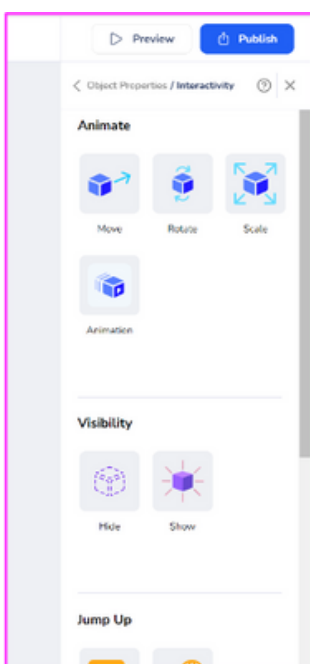 Preview Publish
Object Properties / Interactivity
Animate
Move Rotate Scale
Animation
Visibility
Hide Show
Jump Up